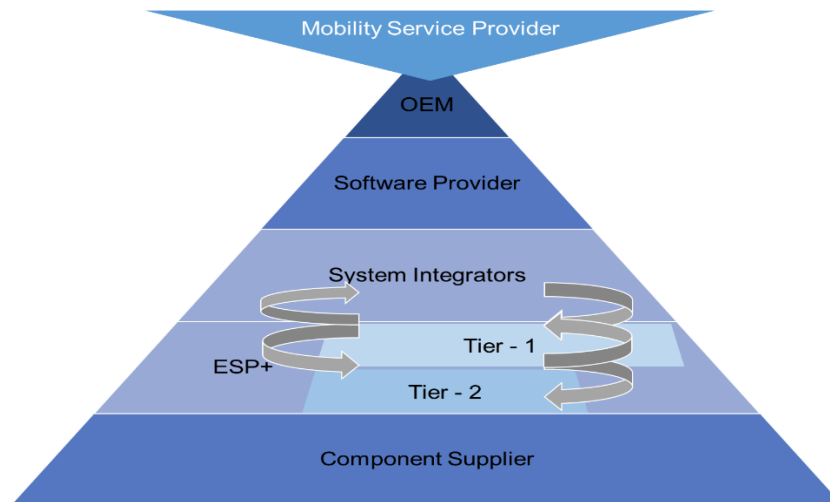 Mobility Service Provider
OEM
Software Provider
System Integrators
Tier - 1
ESP+
Tier - 2
Component Supplier